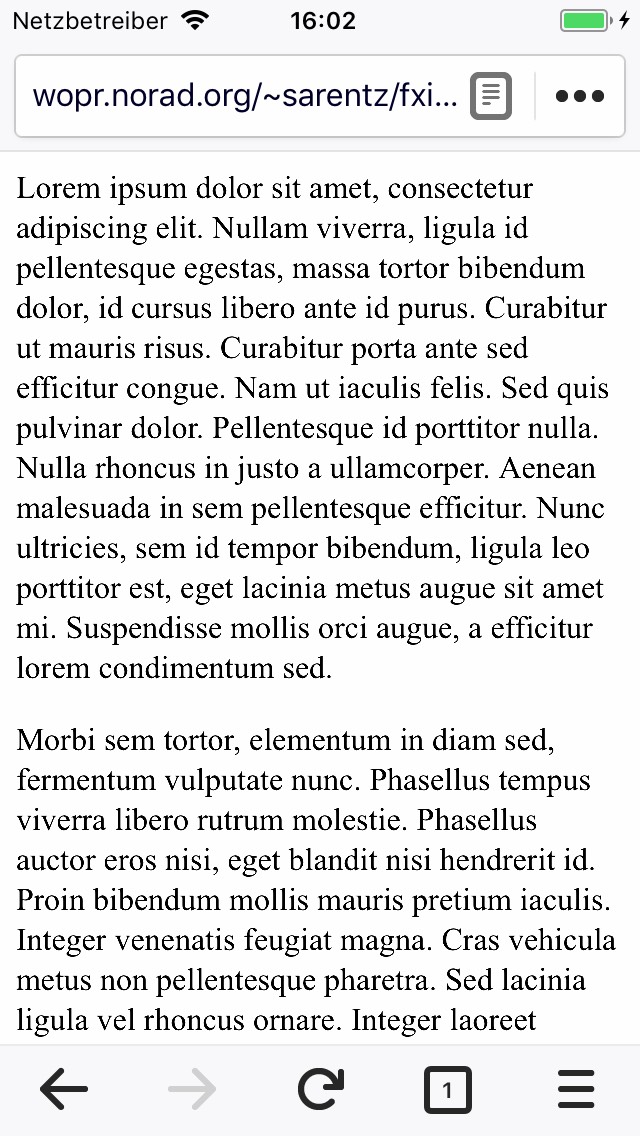 Netzbetreiber 16:02
wopr.norad.org/~sarentz/fxi...
Lorem ipsum dolor sit amet, consectetur
adipiscing elit. Nullam viverra, ligula id
pellentesque egestas, massa tortor bibendum
dolor, id cursus libero ante id purus. Curabitur
ut mauris risus. Curabitur porta ante sed
efficitur congue. Nam ut iaculis felis. Sed quis
pulvinar dolor. Pellentesque id porttitor nulla.
Nulla rhoncus in justo a ullamcorper. Aenean
malesuada in sem pellentesque efficitur. Nunc
ultricies, sem id tempor bibendum, ligula leo
porttitor est, eget lacinia metus augue sit amet
mi. Suspendisse mollis orci augue, a efficitur
lorem condimentum sed.
Morbi sem tortor, elementum in diam sed,
fermentum vulputate nunc. Phasellus tempus
viverra libero rutrum molestie. Phasellus
auctor eros nisi, eget blandit nisi hendrerit id.
Proin bibendum mollis mauris pretium iaculis.
Integer venenatis feugiat magna. Cras vehicula
metus non pellentesque pharetra. Sed lacinia
ligula vel rhoncus ornare. Integer laoreet
1